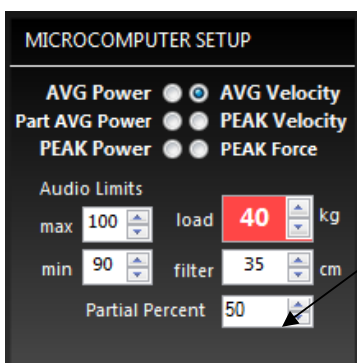 MICROCOMPUTER SETUP
AVG Power AVG Velocity
Part AVG Power PEAK Velocity
PEAK Power PEAK Force
Audio Limits
max 100 load 40 kg
min 90 filter 35 cm
Partial Percent 50